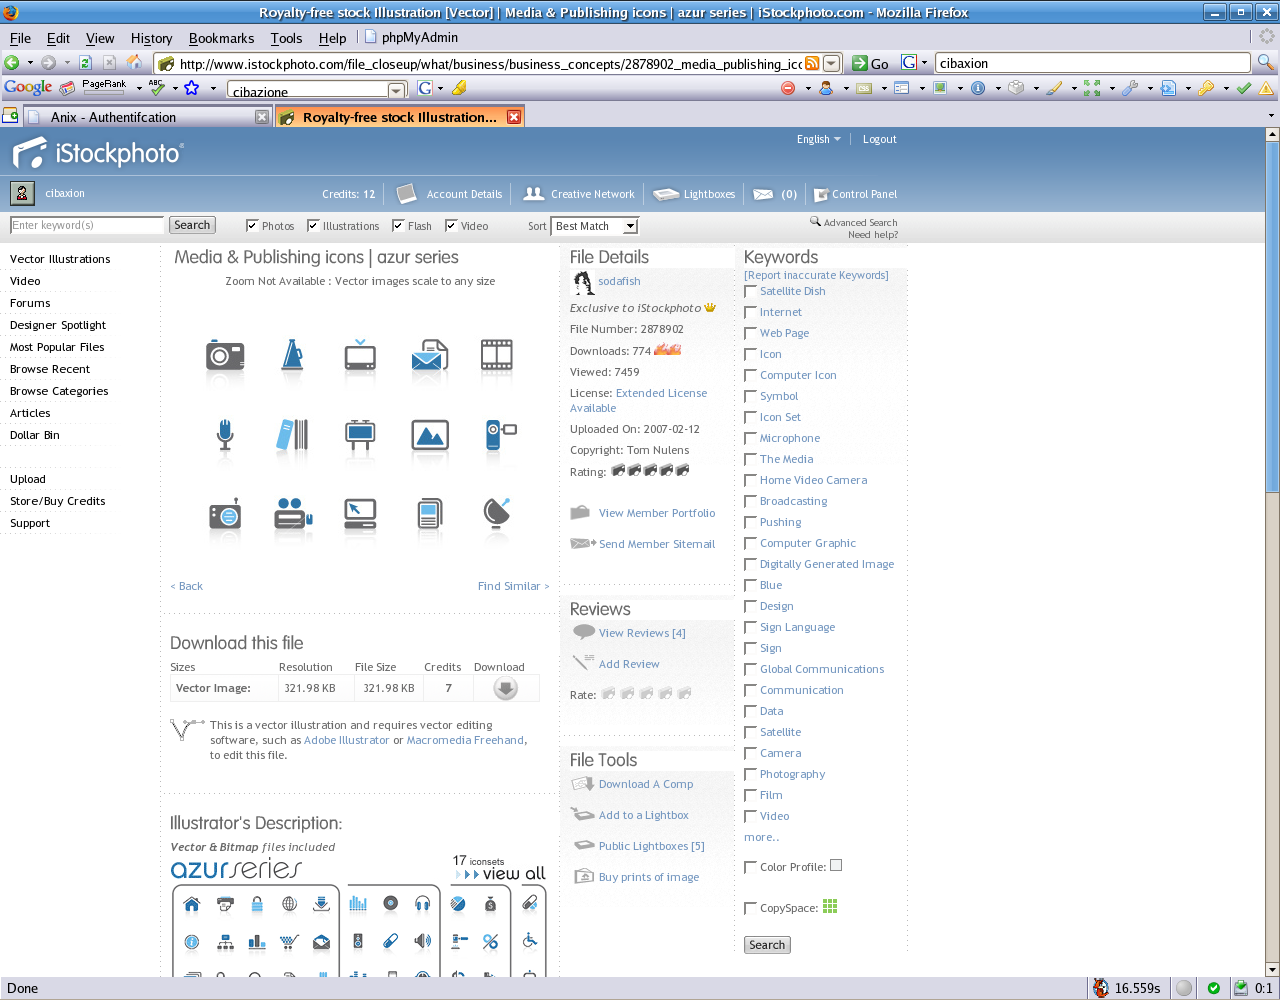 Royalty-free stock Illustration [Vector] | Media & Publishing icons | azur series | iStockphoto.com - Mozilla Firefox
File Edit View History Bookmarks Tools Help phpMyAdmin
http://www.istockphoto.com/file_closeup/what/business/business_concepts/2878902_media_publishing_ico Go G cibaxion
Google PageRank ABC cibazione G
Anix - Authentifcation Royalty-free stock Illustration...
iStockphoto
English Logout
cibaxion Credits: 12 Account Details Creative Network Lightboxes (0) Control Panel
Enter keyword(s) Search Photos Illustrations Flash Video Sort Best Match Advanced Search
Need help?
Vector Illustrations
Video
Forums
Designer Spotlight
Most Popular Files
Browse Recent
Browse Categories
Articles
Dollar Bin
Upload
Store/Buy Credits
Support
Media & Publishing icons | azur series
Zoom Not Available : Vector images scale to any size
< Back Find Similar >
Download this file
Sizes Resolution File Size Credits Download
Vector Image: 321.98 KB 321.98 KB 7
This is a vector illustration and requires vector editing
software, such as Adobe Illustrator or Macromedia Freehand,
to edit this file.
Illustrator's Description:
Vector & Bitmap files included
azurseries
17 iconsets
view all
File Details
sodafish
Exclusive to iStockphoto
File Number: 2878902
Downloads: 774
Viewed: 7459
License: Extended License
Available
Uploaded On: 2007-02-12
Copyright: Tom Nulens
Rating:
View Member Portfolio
Send Member Sitemail
Reviews
View Reviews [4]
Add Review
Rate:
File Tools
Download A Comp
Add to a Lightbox
Public Lightboxes [5]
Buy prints of image
Keywords
[Report inaccurate Keywords]
Satellite Dish
Internet
Web Page
Icon
Computer Icon
Symbol
Icon Set
Microphone
The Media
Home Video Camera
Broadcasting
Pushing
Computer Graphic
Digitally Generated Image
Blue
Design
Sign Language
Sign
Global Communications
Communication
Data
Satellite
Camera
Photography
Film
Video
more..
Color Profile:
CopySpace:
Search
Done 16.559s 0:1